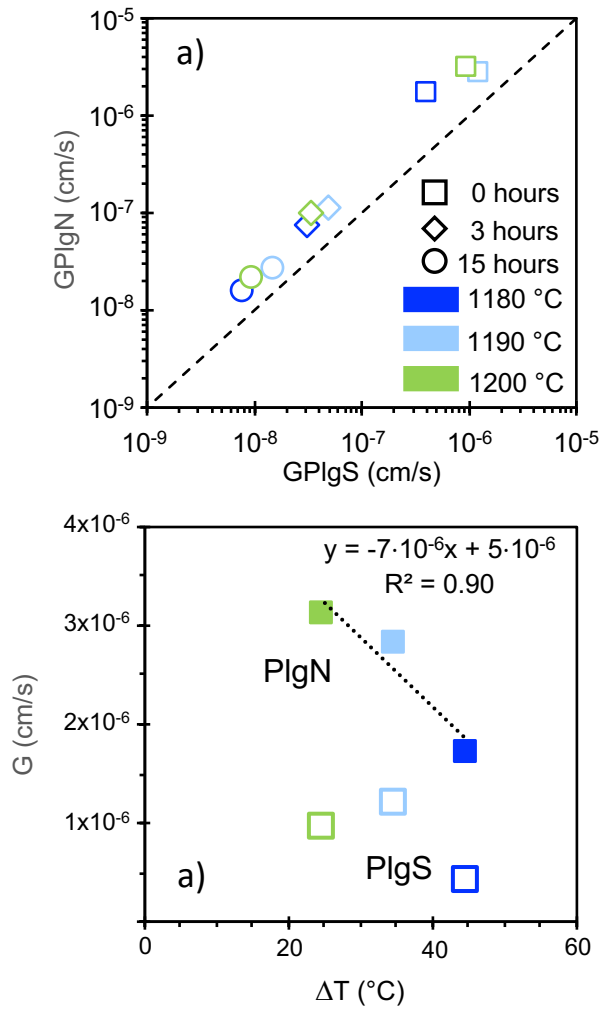 a)
10⁻⁵
10⁻⁶
10⁻⁷
10⁻⁸
10⁻⁹
GPlgN (cm/s)
0 hours
3 hours
15 hours
1180 °C
1190 °C
1200 °C
10⁻⁹ 10⁻⁸ 10⁻⁷ 10⁻⁶ 10⁻⁵
GPlgS (cm/s)
4x10⁻⁶
3x10⁻⁶
2x10⁻⁶
1x10⁻⁶
G (cm/s)
y = -7·10⁻⁶x + 5·10⁻⁶
R² = 0.90
PlgN
PlgS
a)
0 20 40 60
ΔT (°C)